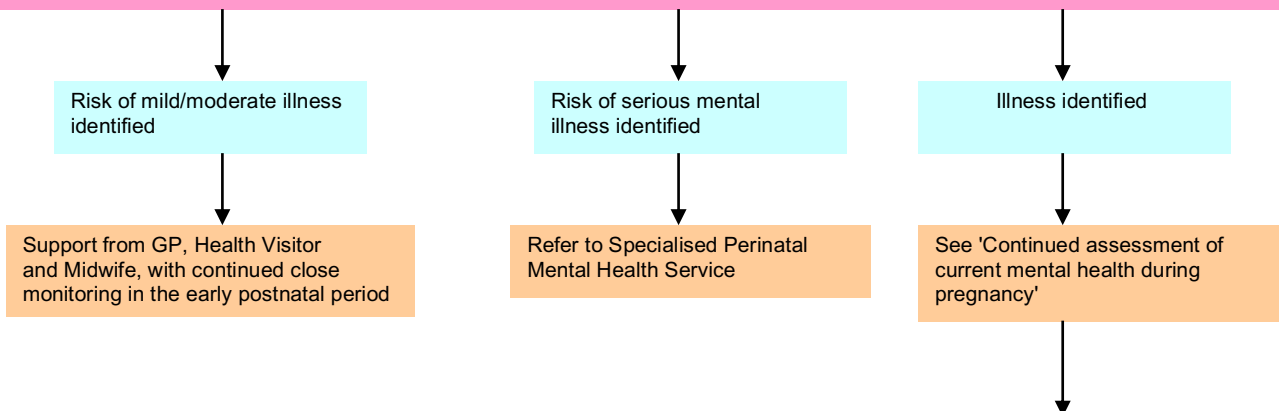 Risk of mild/moderate illness
identified
Risk of serious mental
illness identified
Illness identified
Support from GP, Health Visitor
and Midwife, with continued close
monitoring in the early postnatal period
Refer to Specialised Perinatal
Mental Health Service
See 'Continued assessment of
current mental health during
pregnancy'